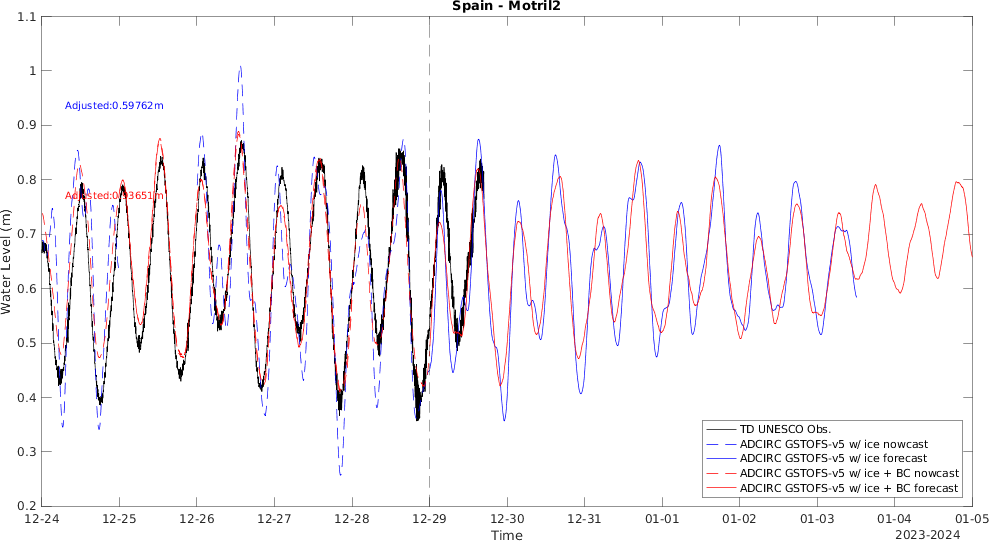 Spain - Motril2
1.1
1
0.9
0.8
0.7
0.6
0.5
0.4
0.3
0.2
Water Level (m)
Adjusted:0.59762m
TD UNESCO Obs.
ADCIRC GSTOFS-v5 w/ ice nowcast
ADCIRC GSTOFS-v5 w/ ice forecast
ADCIRC GSTOFS-v5 w/ ice + BC nowcast
ADCIRC GSTOFS-v5 w/ ice + BC forecast
12-24 12-25 12-26 12-27 12-28 12-29 12-30 12-31 01-01 01-02 01-03 01-04 01-05
Time
2023-2024